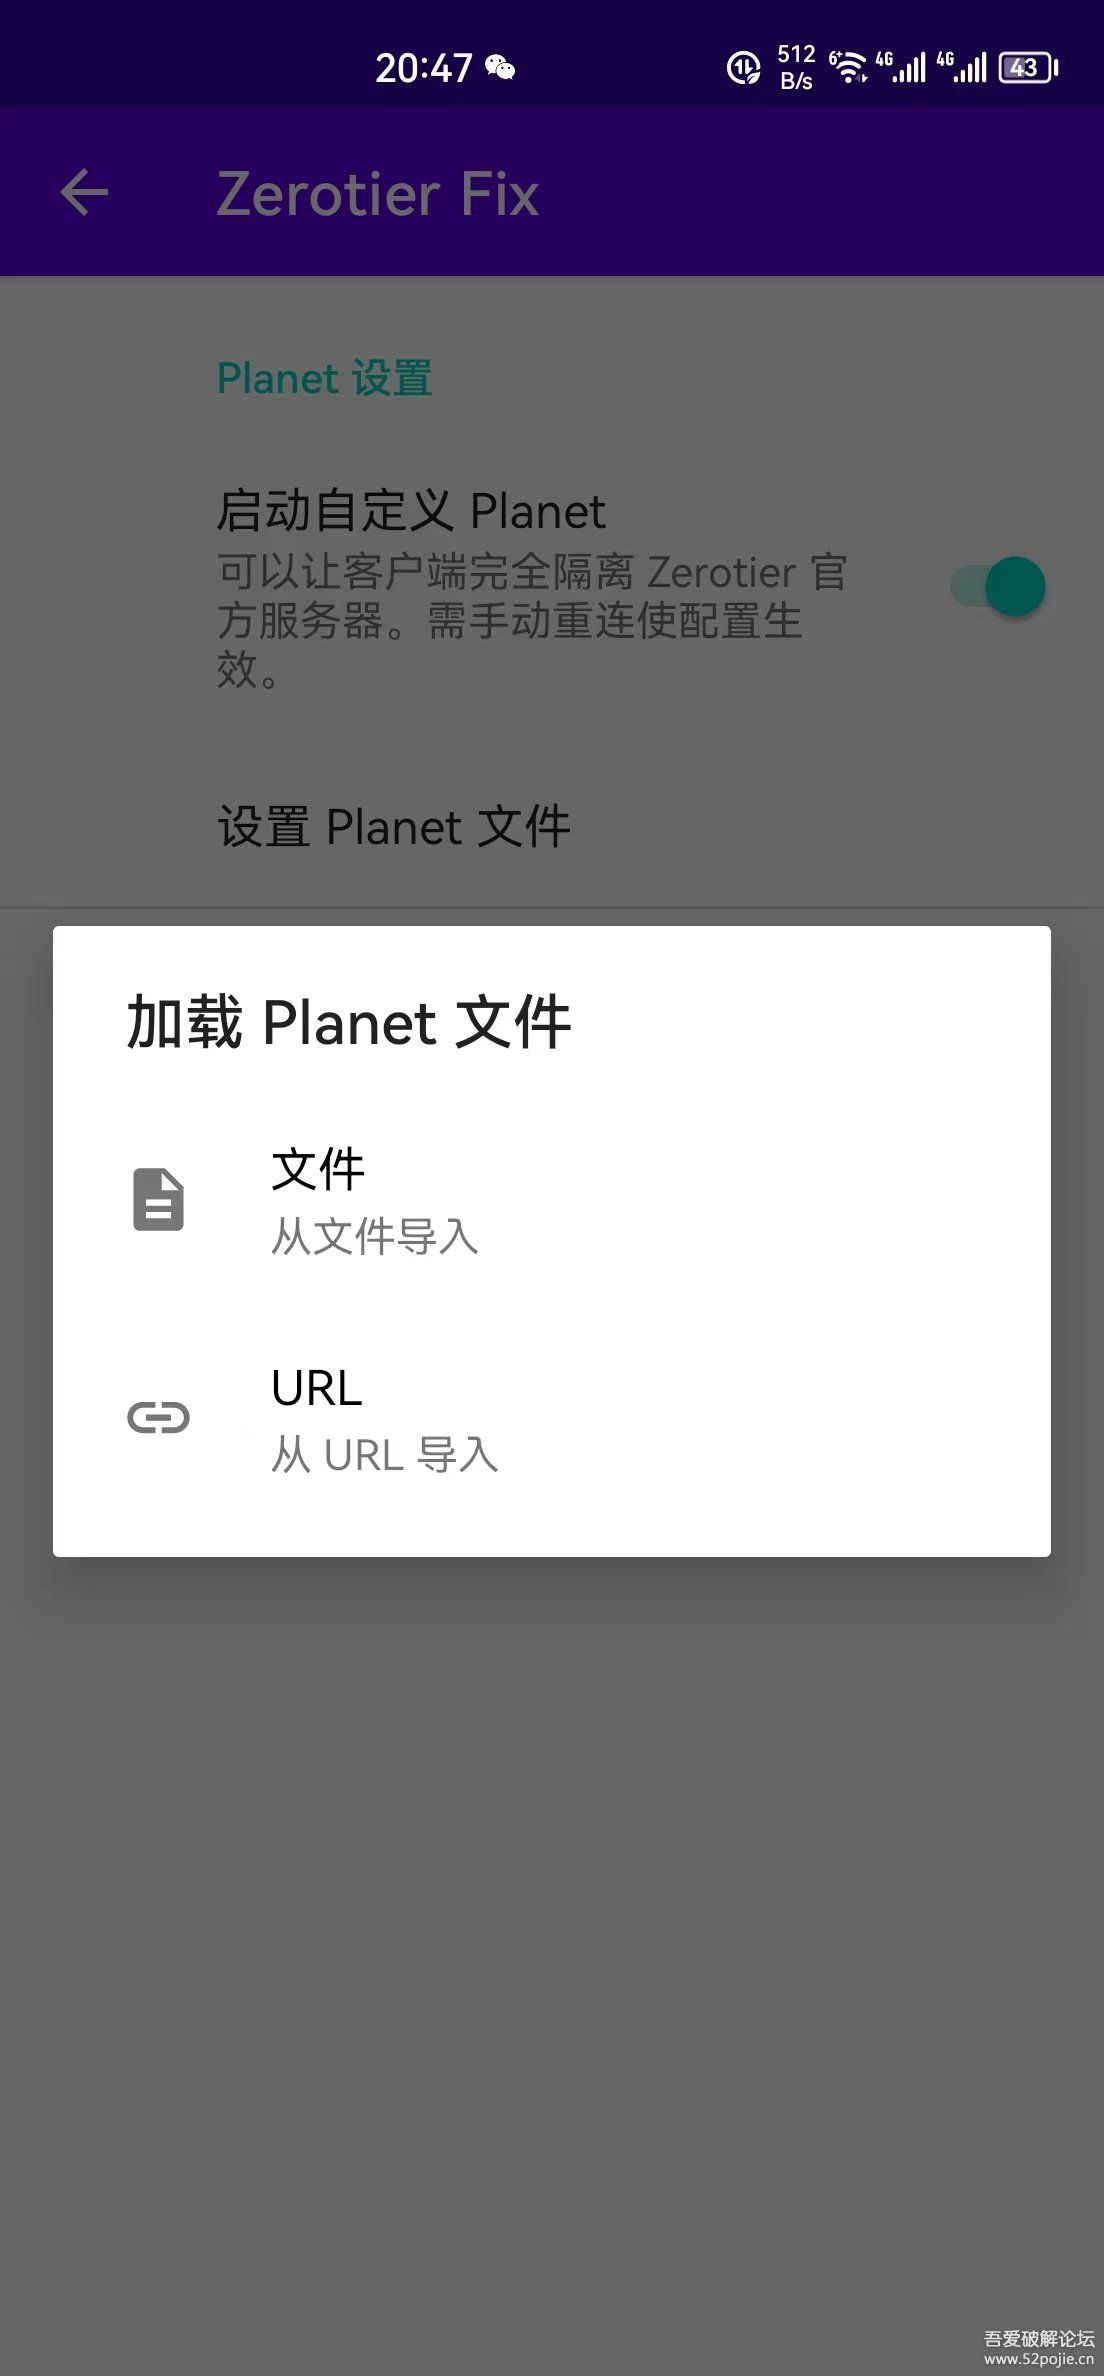 20:47
512
B/s
6+
4G
4G
43
Zerotier Fix
Planet 设置
启动自定义 Planet
可以让客户端完全隔离 Zerotier 官
方服务器。需手动重连使配置生
效。
设置 Planet 文件
加载 Planet 文件
文件
从文件导入
URL
从 URL 导入
吾爱破解论坛
www.52pojie.cn